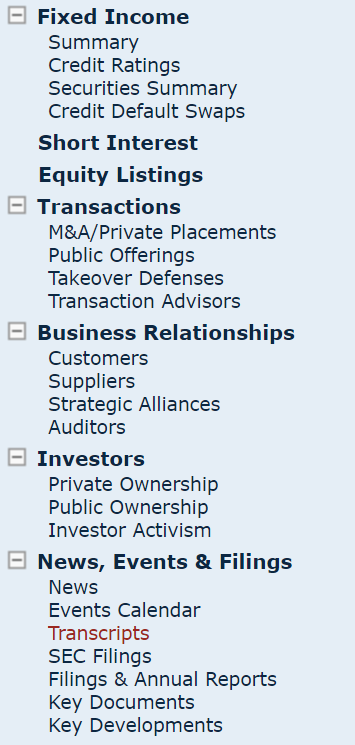 Fixed Income
Summary
Credit Ratings
Securities Summary
Credit Default Swaps
Short Interest
Equity Listings
Transactions
M&A/Private Placements
Public Offerings
Takeover Defenses
Transaction Advisors
Business Relationships
Customers
Suppliers
Strategic Alliances
Auditors
Investors
Private Ownership
Public Ownership
Investor Activism
News, Events & Filings
News
Events Calendar
Transcripts
SEC Filings
Filings & Annual Reports
Key Documents
Key Developments